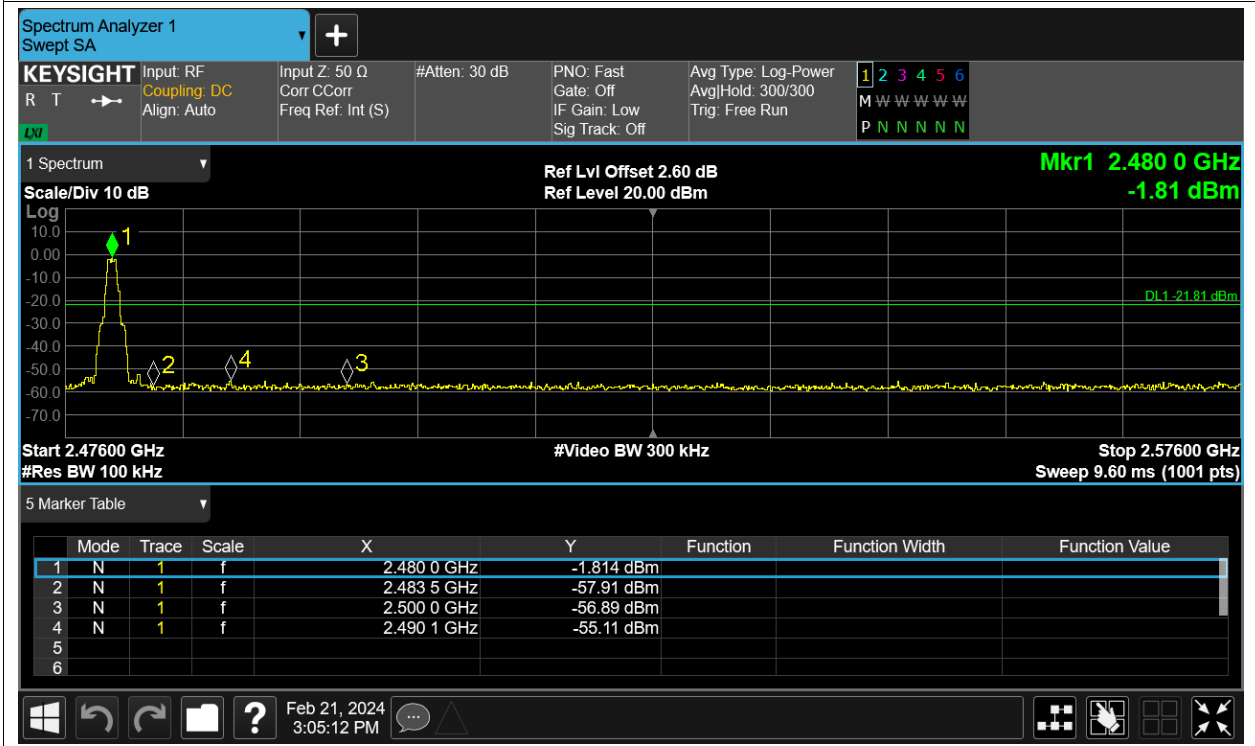 Spectrum Analyzer 1
Swept SA
+
KEYSIGHT
R T
LXI
Input: RF
Coupling: DC
Align: Auto
Input Z: 50 Ω
Corr CCorr
Freq Ref: Int (S)
#Atten: 30 dB
PNO: Fast
Gate: Off
IF Gain: Low
Sig Track: Off
Avg Type: Log-Power
Avg|Hold: 300/300
Trig: Free Run
1 2 3 4 5 6
M W W W W W
P N N N N N
1 Spectrum
Scale/Div 10 dB
Ref Lvl Offset 2.60 dB
Ref Level 20.00 dBm
Mkr1 2.480 0 GHz
-1.81 dBm
Log
10.0
0.00
-10.0
-20.0
-30.0
-40.0
-50.0
-60.0
-70.0
1
2
4
3
DL1 -21.81 dBm
Start 2.47600 GHz
#Res BW 100 kHz
#Video BW 300 kHz
Stop 2.57600 GHz
Sweep 9.60 ms (1001 pts)
5 Marker Table
Mode Trace Scale X Y Function Function Width Function Value
1 N 1 f 2.480 0 GHz -1.814 dBm
2 N 1 f 2.483 5 GHz -57.91 dBm
3 N 1 f 2.500 0 GHz -56.89 dBm
4 N 1 f 2.490 1 GHz -55.11 dBm
5
6
?
Feb 21, 2024
3:05:12 PM